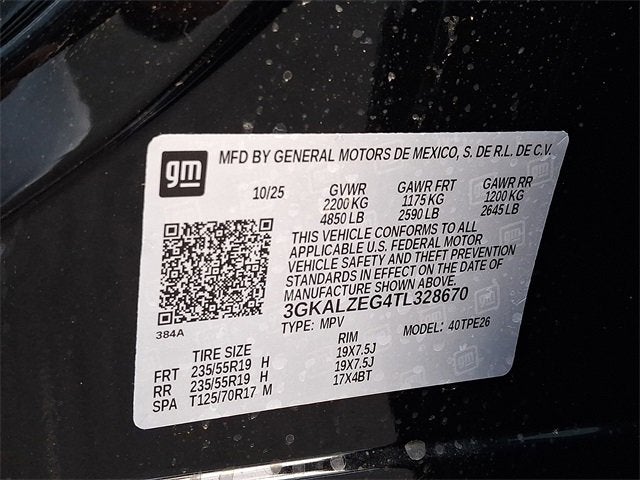 gm MFD BY GENERAL MOTORS DE MEXICO, S. DE R.L. DE C.V.
10/25 GVWR GAWR FRT GAWR RR
2200 KG 1175 KG 1200 KG
4850 LB 2590 LB 2645 LB
THIS VEHICLE CONFORMS TO ALL
APPLICABLE U.S. FEDERAL MOTOR
VEHICLE SAFETY AND THEFT PREVENTION
STANDARDS IN EFFECT ON THE DATE OF
MANUFACTURE SHOWN ABOVE.
3GKALZEG4TL328670
384A TYPE: MPV MODEL: 40TPE26
TIRE SIZE RIM
FRT 235/55R19 H 19X7.5J
RR 235/55R19 H 19X7.5J
SPA T125/70R17 M 17X4BT